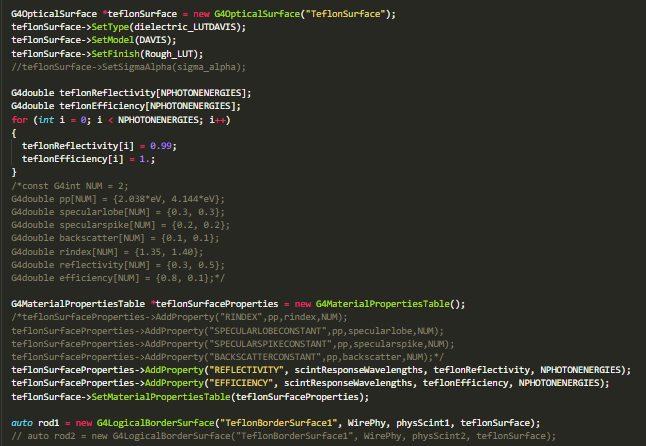 G4OpticalSurface *teflonSurface = new G4OpticalSurface("TeflonSurface");
teflonSurface->SetType(dielectric_LUTDAVIS);
teflonSurface->SetModel(DAVIS);
teflonSurface->SetFinish(Rough_LUT);
//teflonSurface->SetSigmaAlpha(sigma_alpha);

G4double teflonReflectivity[NPHOTONENERGIES];
G4double teflonEfficiency[NPHOTONENERGIES];
for (int i = 0; i < NPHOTONENERGIES; i++)
{
  teflonReflectivity[i] = 0.99;
  teflonEfficiency[i] = 1.;
}
/*const G4int NUM = 2;
G4double pp[NUM] = {2.038*eV, 4.144*eV};
G4double specularlobe[NUM] = {0.3, 0.3};
G4double specularspike[NUM] = {0.2, 0.2};
G4double backscatter[NUM] = {0.1, 0.1};
G4double rindex[NUM] = {1.35, 1.40};
G4double reflectivity[NUM] = {0.3, 0.5};
G4double efficiency[NUM] = {0.8, 0.1};*/

G4MaterialPropertiesTable *teflonSurfaceProperties = new G4MaterialPropertiesTable();
/*teflonSurfaceProperties->AddProperty("RINDEX",pp,rindex,NUM);
teflonSurfaceProperties->AddProperty("SPECULARLOBECONSTANT",pp,specularlobe,NUM);
teflonSurfaceProperties->AddProperty("SPECULARSPIKECONSTANT",pp,specularspike,NUM);
teflonSurfaceProperties->AddProperty("BACKSCATTERCONSTANT",pp,backscatter,NUM);*/
teflonSurfaceProperties->AddProperty("REFLECTIVITY", scintResponseWavelengths, teflonReflectivity, NPHOTONENERGIES);
teflonSurfaceProperties->AddProperty("EFFICIENCY", scintResponseWavelengths, teflonEfficiency, NPHOTONENERGIES);
teflonSurface->SetMaterialPropertiesTable(teflonSurfaceProperties);

auto rod1 = new G4LogicalBorderSurface("TeflonBorderSurface1", WirePhy, physScint1, teflonSurface);
// auto rod2 = new G4LogicalBorderSurface("TeflonBorderSurface1", WirePhy, physScint2, teflonSurface);